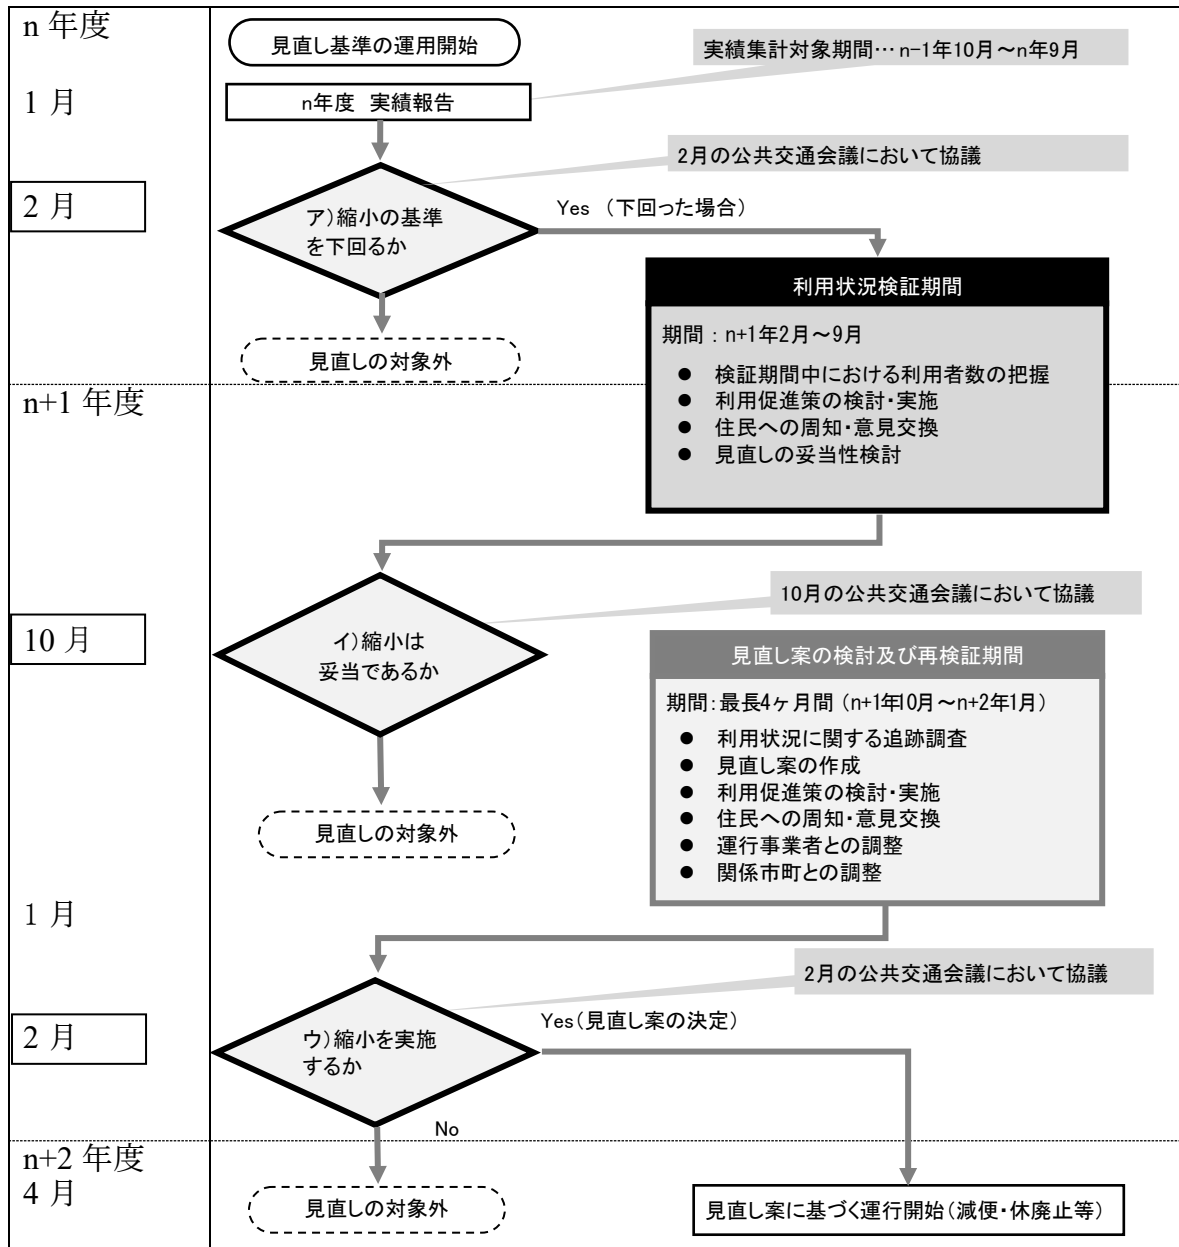 n 年度
見直し基準の運用開始
実績集計対象期間…n-1年10月～n年9月
1 月
n年度 実績報告
2月の公共交通会議において協議
2 月
ア)縮小の基準
を下回るか
Yes （下回った場合）
利用状況検証期間
期間：n+1年2月～9月
● 検証期間中における利用者数の把握
● 利用促進策の検討・実施
● 住民への周知・意見交換
● 見直しの妥当性検討
見直しの対象外
n+1 年度
10月の公共交通会議において協議
10 月
イ)縮小は
妥当であるか
見直し案の検討及び再検証期間
期間：最長4ヶ月間（n+1年10月～n+2年1月）
● 利用状況に関する追跡調査
● 見直し案の作成
● 利用促進策の検討・実施
● 住民への周知・意見交換
● 運行事業者との調整
● 関係市町との調整
見直しの対象外
1 月
2月の公共交通会議において協議
2 月
ウ)縮小を実施
するか
Yes（見直し案の決定）
No
n+2 年度
4 月
見直しの対象外
見直し案に基づく運行開始（減便・休廃止等）